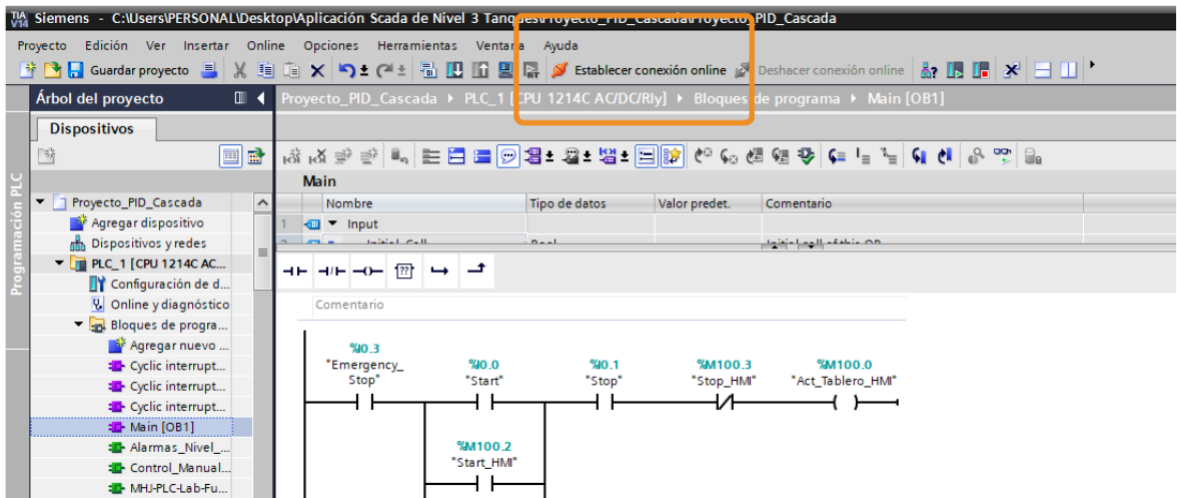 TIA V14 Siemens - C:\Users\PERSONAL\Desktop\Aplicación Scada de Nivel 3 Tanques\Proyecto_PID_Cascada\Proyecto_PID_Cascada
Proyecto Edición Ver Insertar Online Opciones Herramientas Ventana Ayuda
Guardar proyecto Establecer conexión online Deshacer conexión online
Árbol del proyecto
Proyecto_PID_Cascada PLC_1 [CPU 1214C AC/DC/Rly] Bloques de programa Main [OB1]
Dispositivos
Programación PLC
Main
Nombre Tipo de datos Valor predet. Comentario
1 Input
Proyecto_PID_Cascada
Agregar dispositivo
Dispositivos y redes
PLC_1 [CPU 1214C AC...
Configuración de d...
Online y diagnóstico
Bloques de progra...
Agregar nuevo ...
Cyclic interrupt...
Cyclic interrupt...
Cyclic interrupt...
Main [OB1]
Alarmas_Nivel_...
Control_Manual...
MHJ-PLC-Lab-Fu...
Comentario
%I0.3
"Emergency_
Stop"
%I0.0
"Start"
%I0.1
"Stop"
%M100.3
"Stop_HMI"
%M100.0
"Act_Tablero_HMI"
%M100.2
"Start_HMI"